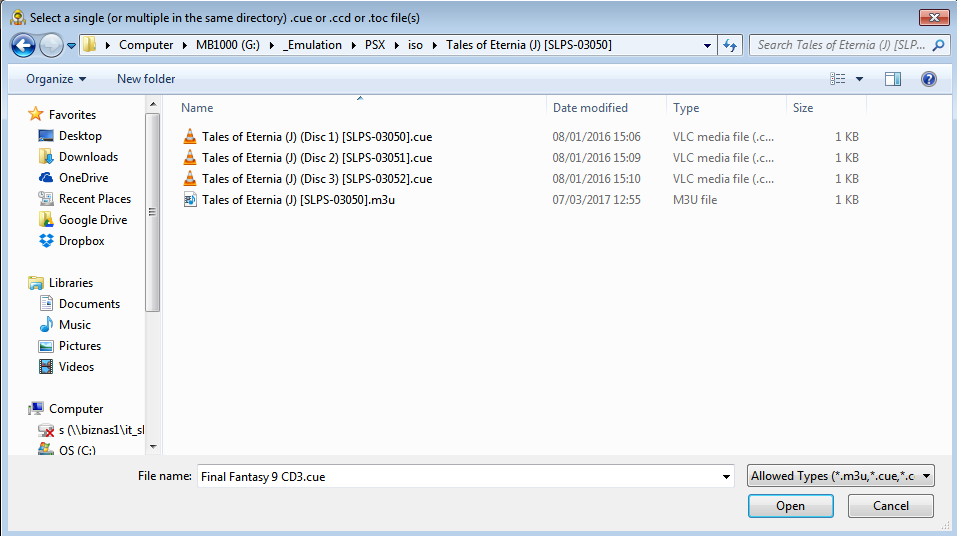 Select a single (or multiple in the same directory) .cue or .ccd or .toc file(s)
Computer MB1000 (G:) _Emulation PSX iso Tales of Eternia (J) [SLPS-03050]
Search Tales of Eternia (J) [SLP...
Organize New folder
Name Date modified Type Size
Favorites
Desktop
Downloads
OneDrive
Recent Places
Google Drive
Dropbox
Libraries
Documents
Music
Pictures
Videos
Computer
s (\\biznas1\it_sl
OS (C:)
Tales of Eternia (J) (Disc 1) [SLPS-03050].cue 08/01/2016 15:06 VLC media file (.c... 1 KB
Tales of Eternia (J) (Disc 2) [SLPS-03051].cue 08/01/2016 15:09 VLC media file (.c... 1 KB
Tales of Eternia (J) (Disc 3) [SLPS-03052].cue 08/01/2016 15:10 VLC media file (.c... 1 KB
Tales of Eternia (J) [SLPS-03050].m3u 07/03/2017 12:55 M3U file 1 KB
File name: Final Fantasy 9 CD3.cue
Allowed Types (*.m3u,*.cue,*.c
Open Cancel